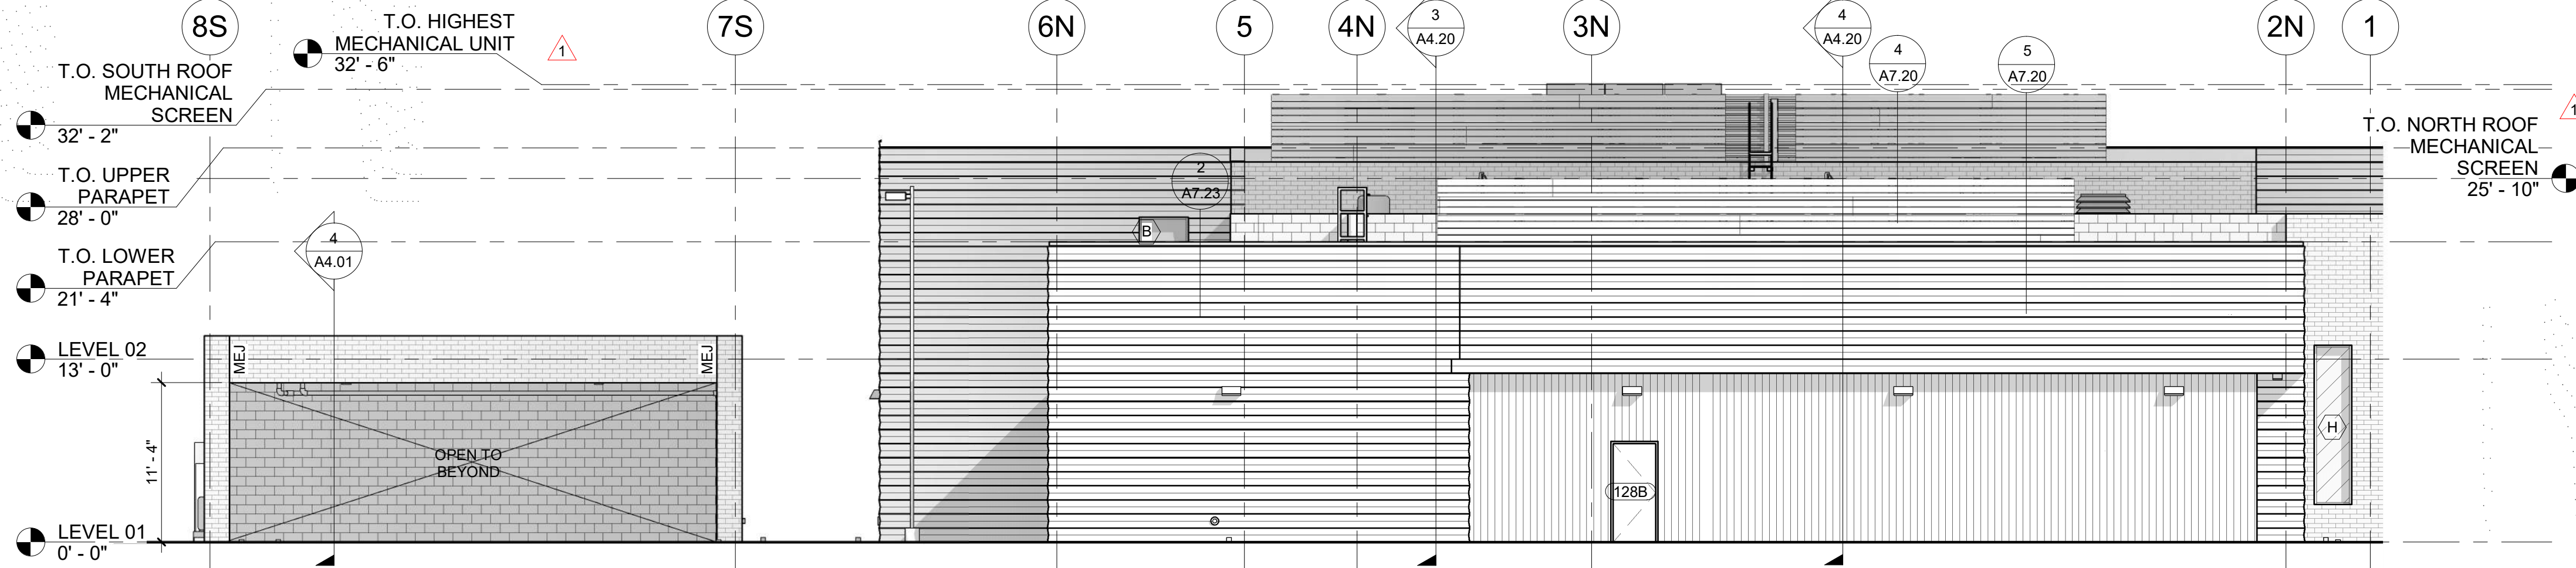 8S
7S
6N
5
4N
3
A4.20
3N
4
A4.20
4
A7.20
5
A7.20
2N
1
T.O. HIGHEST
MECHANICAL UNIT
32' - 6"
1
T.O. SOUTH ROOF
MECHANICAL
SCREEN
32' - 2"
T.O. UPPER
PARAPET
28' - 0"
T.O. LOWER
PARAPET
21' - 4"
LEVEL 02
13' - 0"
LEVEL 01
0' - 0"
11' - 4"
4
A4.01
MEJ
MEJ
OPEN TO
BEYOND
2
A7.23
B
128B
H
1
T.O. NORTH ROOF
MECHANICAL
SCREEN
25' - 10"